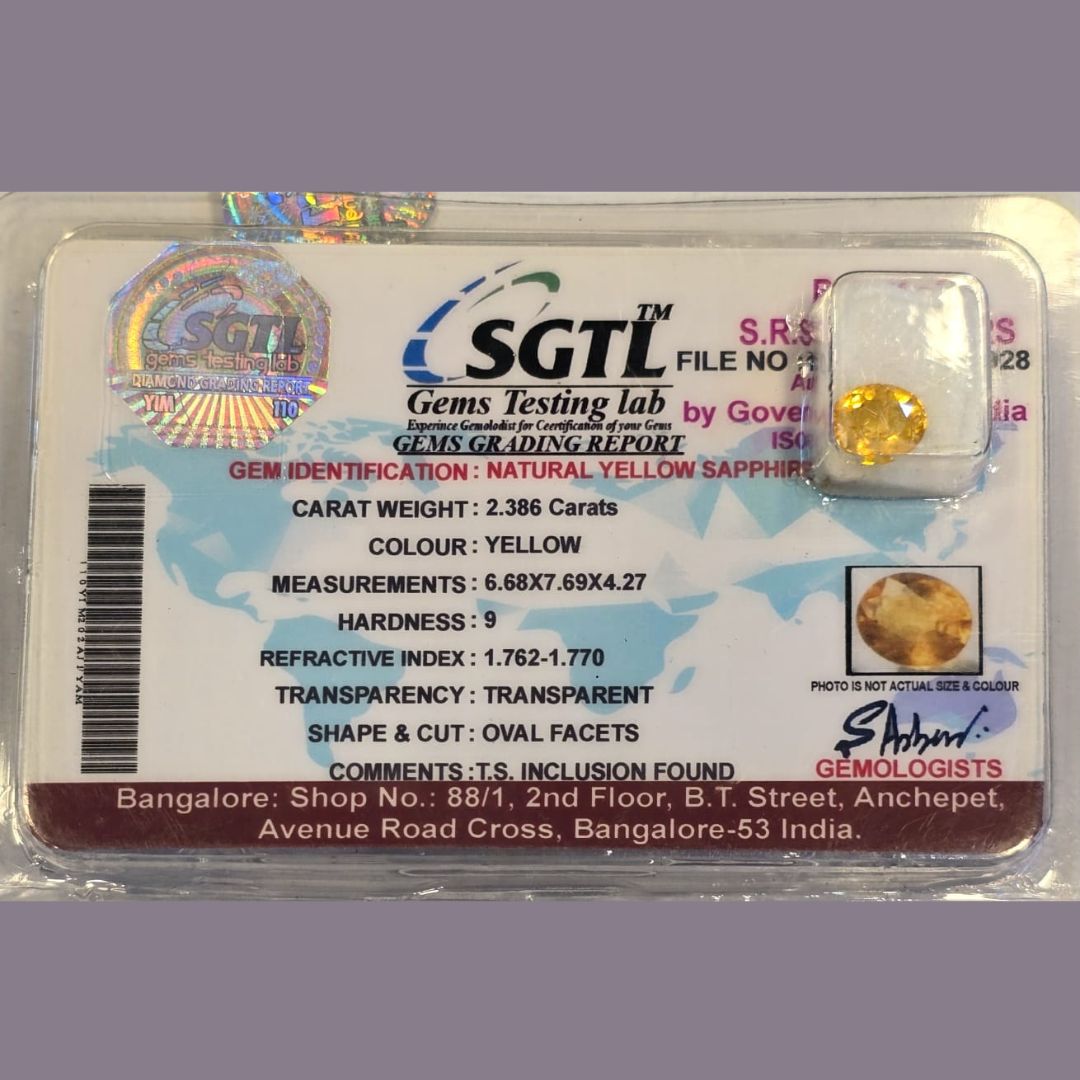 SGTL
gems testing lab
DIAMOND GRADING REPORT
SGTL™
Gems Testing lab
Experince Gemolodist for Ceertification of your Gems
GEMS GRADING REPORT
S.R.S
FILE NO
028
by Gover
ISO
GEM IDENTIFICATION : NATURAL YELLOW SAPPHIRE
CARAT WEIGHT : 2.386 Carats
COLOUR : YELLOW
MEASUREMENTS : 6.68X7.69X4.27
HARDNESS : 9
REFRACTIVE INDEX : 1.762-1.770
TRANSPARENCY : TRANSPARENT
SHAPE & CUT : OVAL FACETS
COMMENTS : T.S. INCLUSION FOUND
PHOTO IS NOT ACTUAL SIZE & COLOUR
GEMOLOGISTS
Bangalore: Shop No.: 88/1, 2nd Floor, B.T. Street, Anchepet,
Avenue Road Cross, Bangalore-53 India.